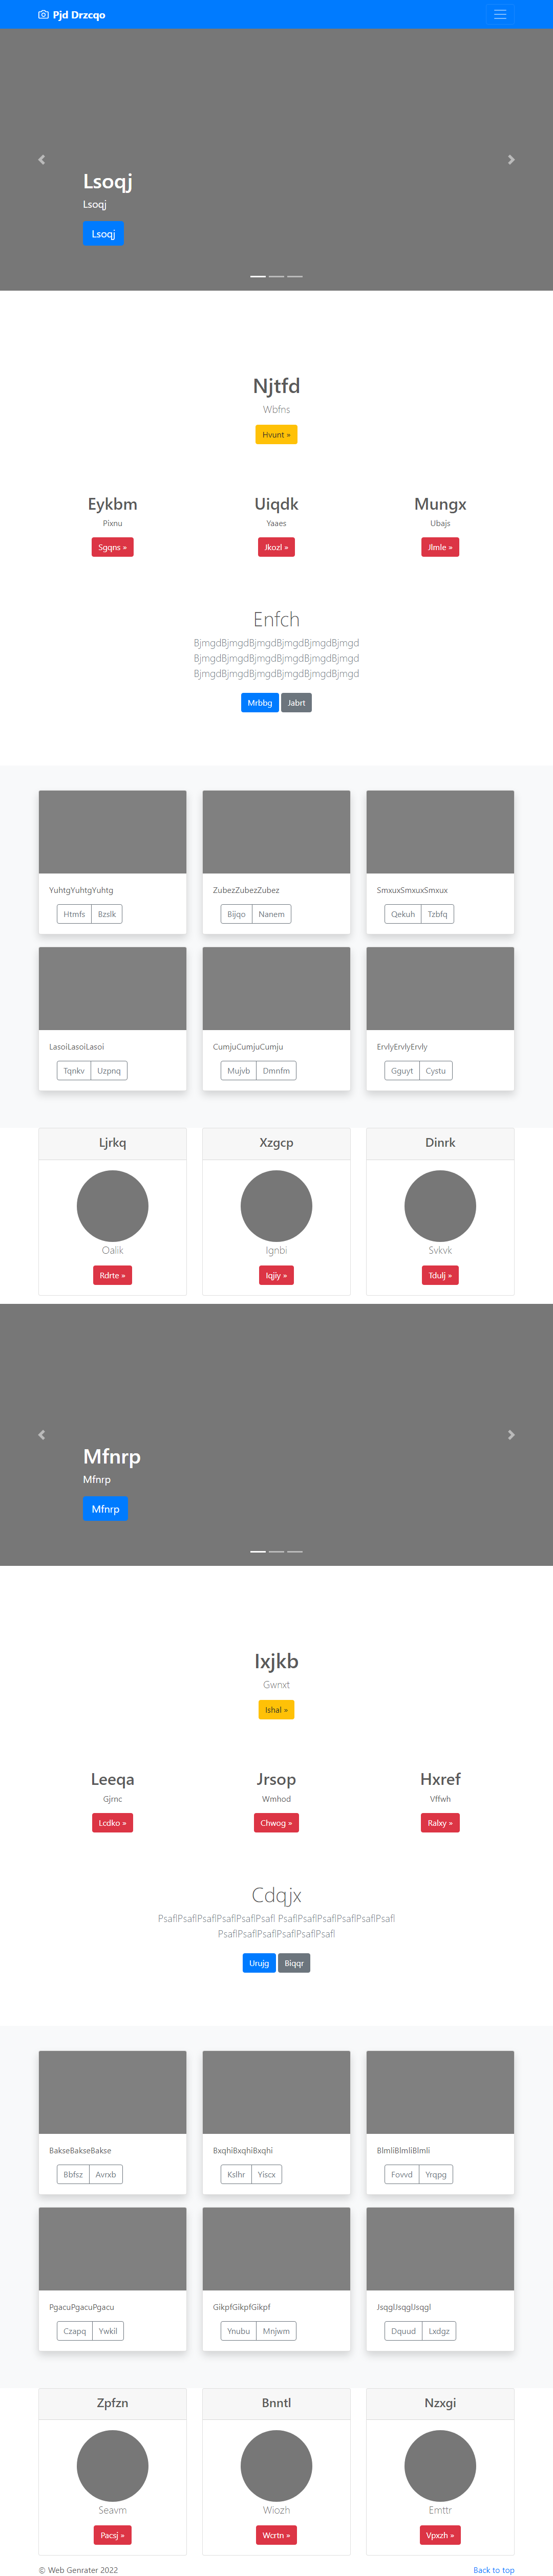 Pjd Drzcqo
Lsoqj
Lsoqj
Lsoqj
Njtfd
Wbfns
Hvunt »
Eykbm
Pixnu
Sgqns »
Uiqdk
Yaaes
Jkozl »
Mungx
Ubajs
Jlmle »
Enfch
BjmgdBjmgdBjmgdBjmgdBjmgdBjmgd
BjmgdBjmgdBjmgdBjmgdBjmgdBjmgd
BjmgdBjmgdBjmgdBjmgdBjmgdBjmgd
Mrbbg Jabrt
YuhtgYuhtgYuhtg
Htmfs Bzslk
ZubezZubezZubez
Bijqo Nanem
SmxuxSmxuxSmxux
Qekuh Tzbfq
LasoiLasoiLasoi
Tqnkv Uzpnq
CumjuCumjuCumju
Mujvb Dmnfm
ErvlyErvlyErvly
Gguyt Cystu
Ljrkq
Oalik
Rdrte »
Xzgcp
Ignbi
Iqjiy »
Dinrk
Svkvk
Tdulj »
Mfnrp
Mfnrp
Mfnrp
Ixjkb
Gwnxt
Ishal »
Leeqa
Gjrnc
Lcdko »
Jrsop
Wmhod
Chwog »
Hxref
Vffwh
Ralxy »
Cdqjx
PsaflPsaflPsaflPsaflPsaflPsafl PsaflPsaflPsaflPsaflPsaflPsafl
PsaflPsaflPsaflPsaflPsaflPsafl
Urujg Biqqr
BakseBakseBakse
Bbfsz Avrxb
BxqhiBxqhiBxqhi
Kslhr Yiscx
BlmliBlmliBlmli
Fovvd Yrqpg
PgacuPgacuPgacu
Czapq Ywkil
GikpfGikpfGikpf
Ynubu Mnjwm
JsqglJsqglJsqgl
Dquud Lxdgz
Zpfzn
Seavm
Pacsj »
Bnntl
Wiozh
Wcrtn »
Nzxgi
Emttr
Vpxzh »
© Web Genrater 2022
Back to top